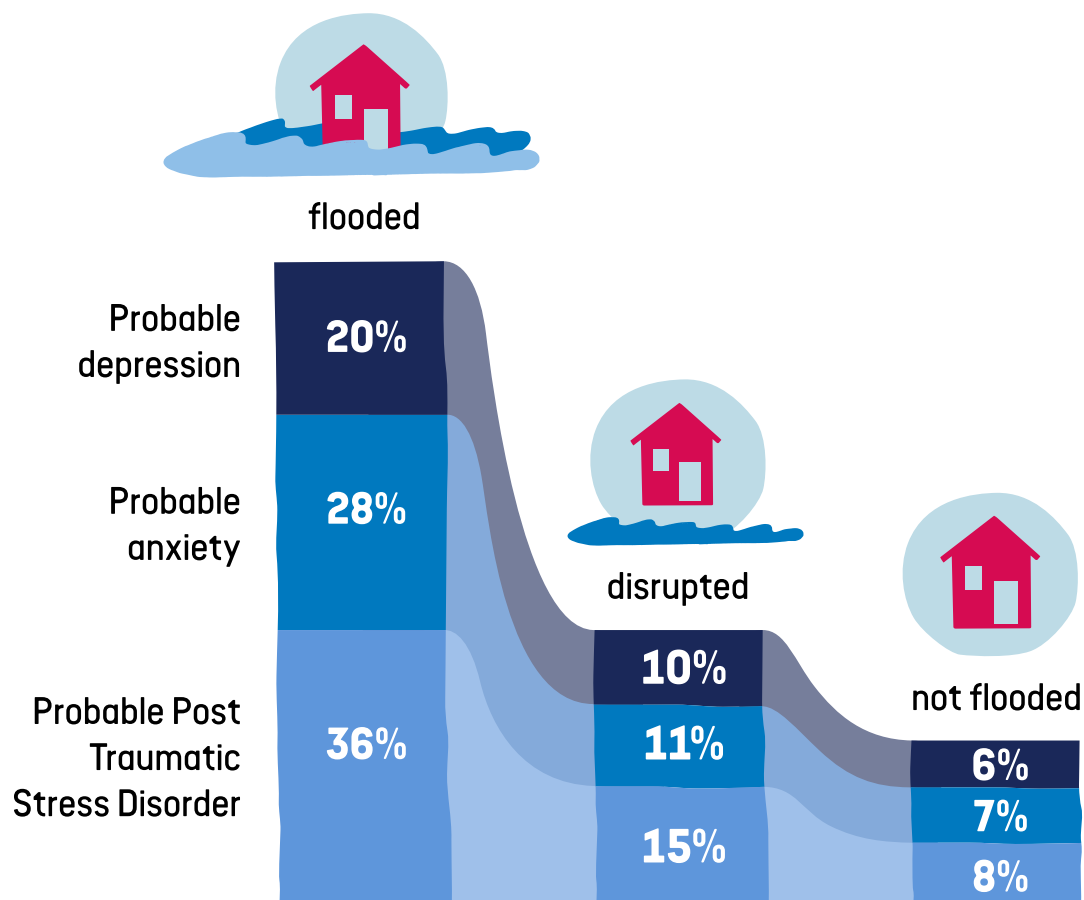 flooded
Probable
depression
20%
Probable
anxiety
28%
Probable Post
Traumatic
Stress Disorder
36%
disrupted
10%
11%
15%
not flooded
6%
7%
8%